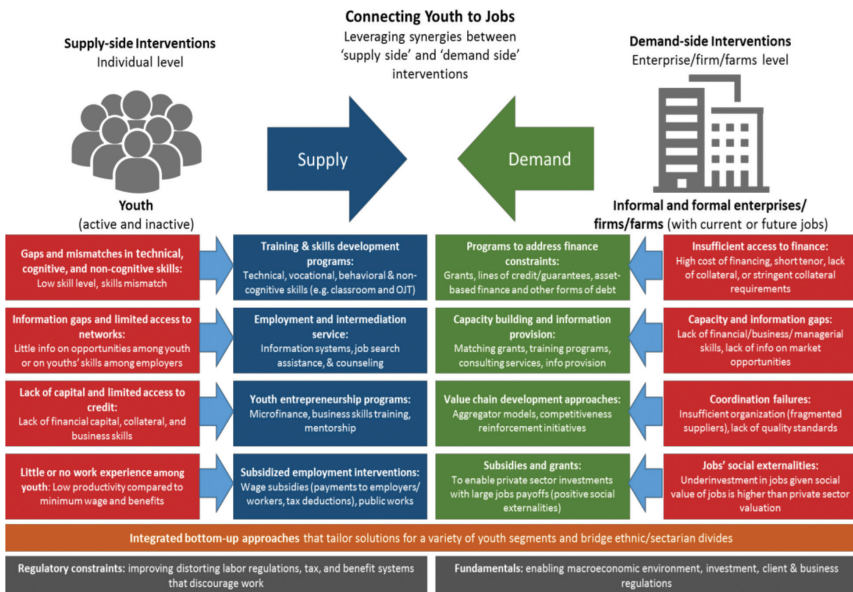 Connecting Youth to Jobs
Leveraging synergies between
‘supply side’ and ‘demand side’
interventions
Supply-side Interventions
Individual level
Demand-side Interventions
Enterprise/firm/farms level
Supply
Demand
Youth
(active and inactive)
Informal and formal enterprises/
firms/farms (with current or future jobs)
Gaps and mismatches in technical,
cognitive, and non-cognitive skills:
Low skill level, skills mismatch
Training & skills development
programs:
Technical, vocational, behavioral & non-
cognitive skills (e.g. classroom and OJT)
Programs to address finance
constraints:
Grants, lines of credit/guarantees, asset-
based finance and other forms of debt
Insufficient access to finance:
High cost of financing, short tenor, lack
of collateral, or stringent collateral
requirements
Information gaps and limited access to
networks:
Little info on opportunities among youth
or on youths’ skills among employers
Employment and intermediation
service:
Information systems, job search
assistance, & counseling
Capacity building and information
provision:
Matching grants, training programs,
consulting services, info provision
Capacity and information gaps:
Lack of financial/business/ managerial
skills, lack of info on market
opportunities
Lack of capital and limited access to
credit:
Lack of financial capital, collateral, and
business skills
Youth entrepreneurship programs:
Microfinance, business skills training,
mentorship
Value chain development approaches:
Aggregator models, competitiveness
reinforcement initiatives
Coordination failures:
Insufficient organization (fragmented
suppliers), lack of quality standards
Little or no work experience among
youth: Low productivity compared to
minimum wage and benefits
Subsidized employment interventions:
Wage subsidies (payments to employers/
workers, tax deductions), public works
Subsidies and grants:
To enable private sector investments
with large jobs payoffs (positive social
externalities)
Jobs’ social externalities:
Underinvestment in jobs given social
value of jobs is higher than private sector
valuation
Integrated bottom-up approaches that tailor solutions for a variety of youth segments and bridge ethnic/sectarian divides
Regulatory constraints: improving distorting labor regulations, tax, and benefit systems
that discourage work
Fundamentals: enabling macroeconomic environment, investment, client & business
regulations